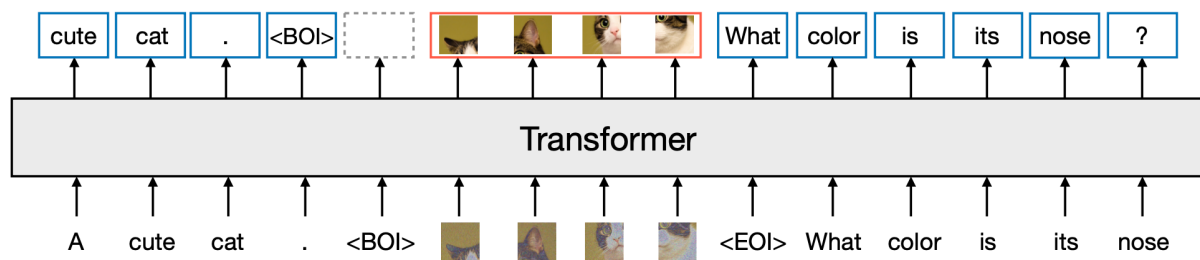 cute cat . <BOI> What color is its nose ?
Transformer
A cute cat . <BOI> <EOI> What color is its nose